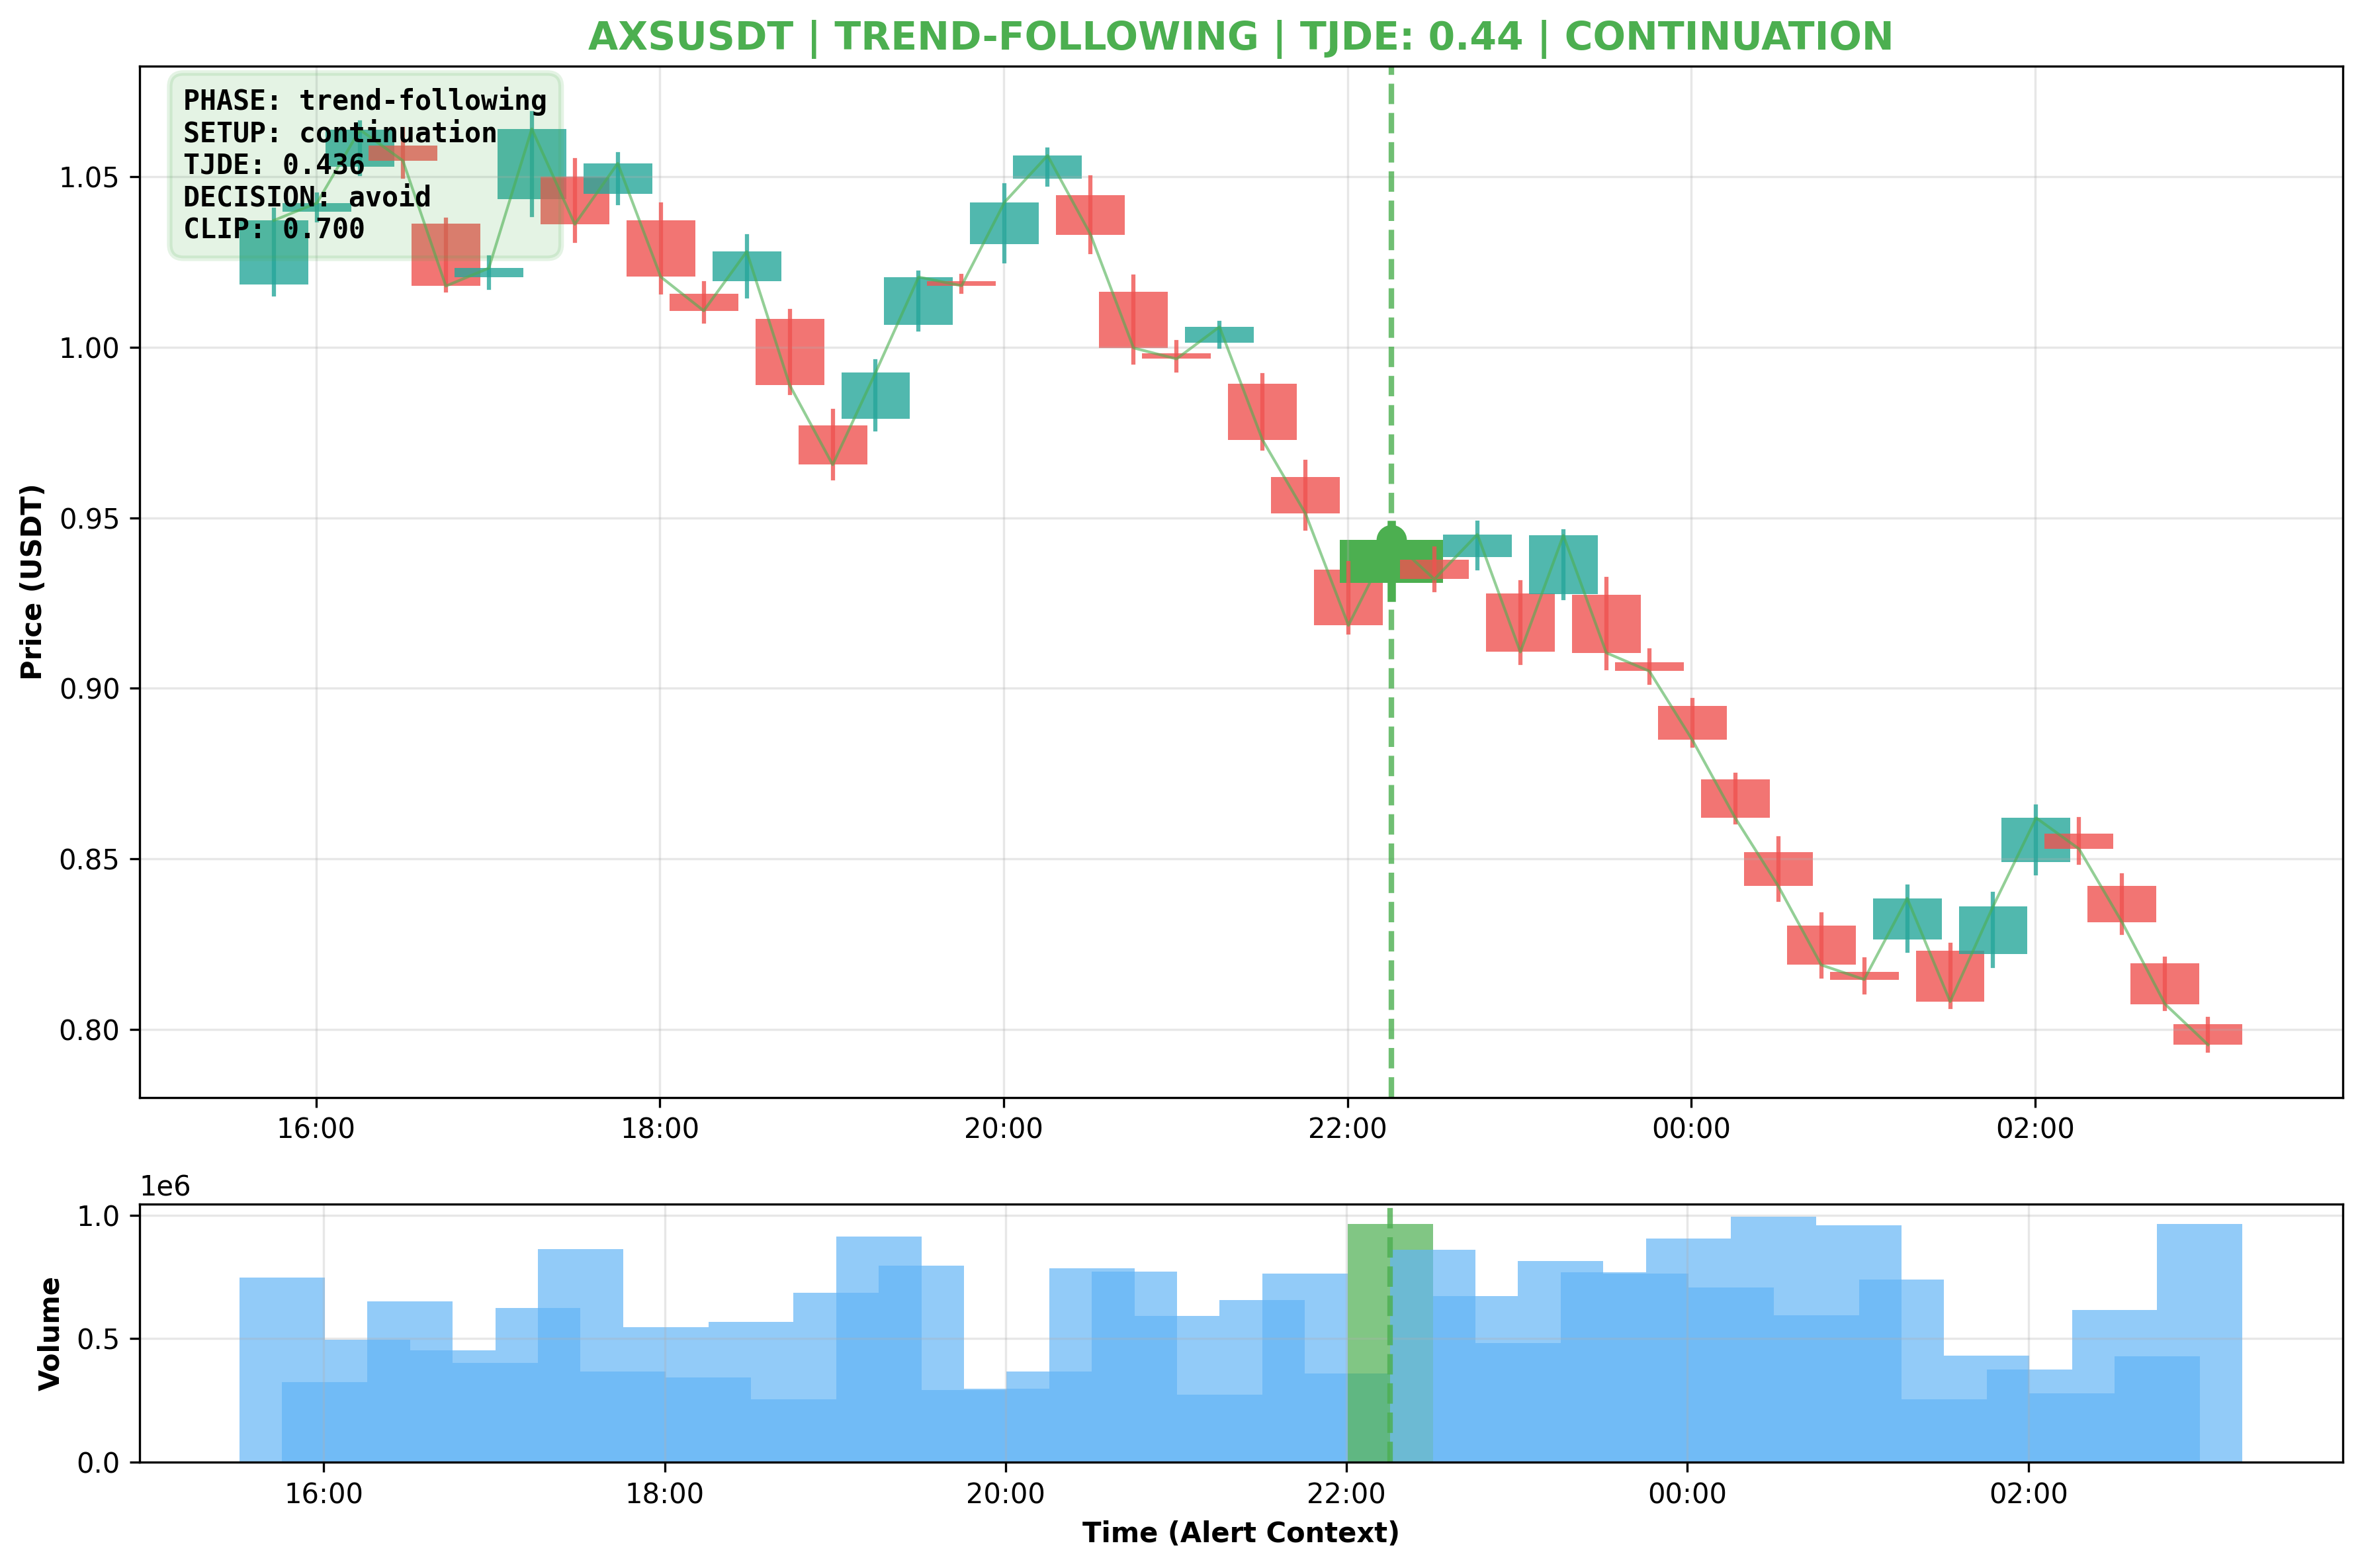 AXSUSDT | TREND-FOLLOWING | TJDE: 0.44 | CONTINUATION
PHASE: trend-following
SETUP: continuation
TJDE: 0.436
DECISION: avoid
CLIP: 0.700
Price (USDT)
1.05
1.00
0.95
0.90
0.85
0.80
16:00 18:00 20:00 22:00 00:00 02:00
1e6
Volume
1.0
0.5
0.0
16:00 18:00 20:00 22:00 00:00 02:00
Time (Alert Context)